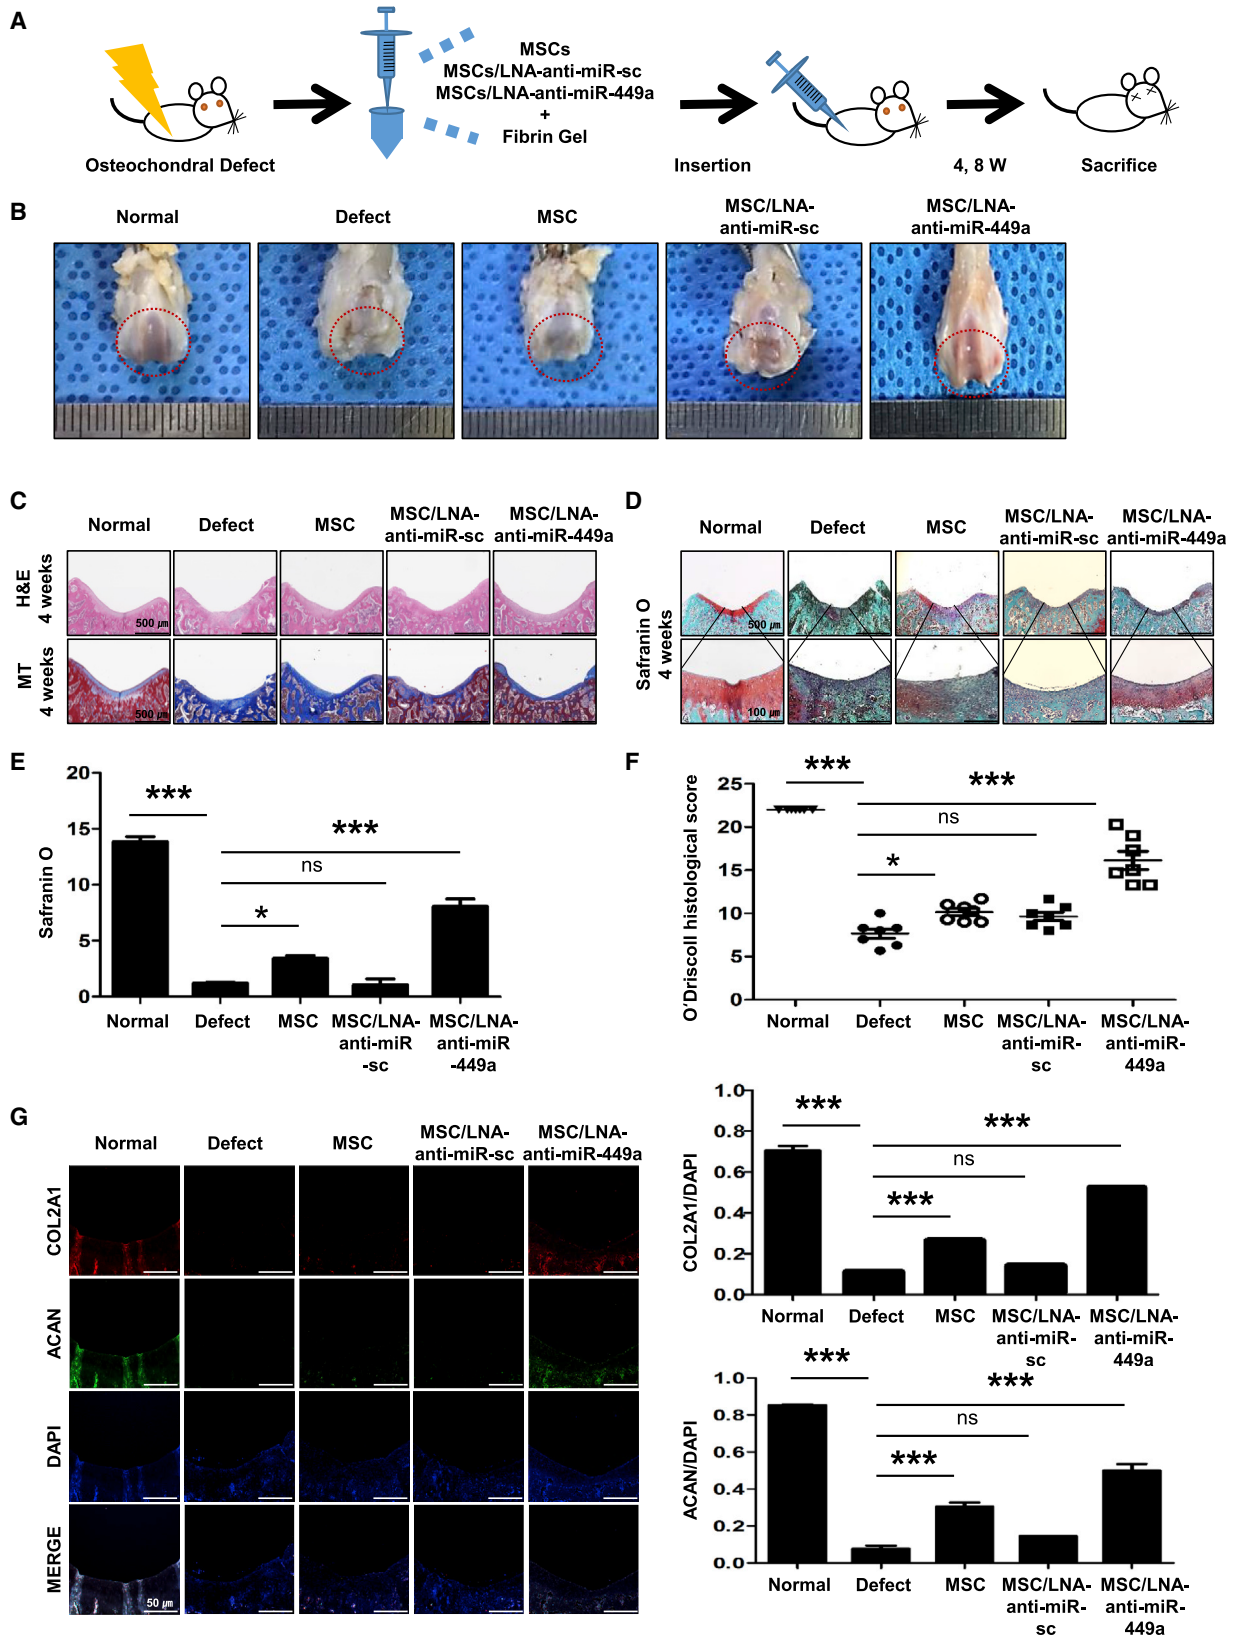 A
MSCs
MSCs/LNA-anti-miR-sc
MSCs/LNA-anti-miR-449a
+
Fibrin Gel
Osteochondral Defect
Insertion
4, 8 W
Sacrifice
B
Normal
Defect
MSC
MSC/LNA-
anti-miR-sc
MSC/LNA-
anti-miR-449a
C
Normal
Defect
MSC
MSC/LNA-
anti-miR-sc
MSC/LNA-
anti-miR-449a
H&E
4 weeks
500 µm
MT
4 weeks
500 µm
D
Normal
Defect
MSC
MSC/LNA-
anti-miR-sc
MSC/LNA-
anti-miR-449a
Safranin O
4 weeks
500 µm
100 µm
E
Safranin O
20
15
10
5
0
***
***
ns
*
Normal
Defect
MSC
MSC/LNA-
anti-miR
-sc
MSC/LNA-
anti-miR
-449a
F
O'Driscoll histological score
25
20
15
10
5
0
***
***
ns
*
Normal
Defect
MSC
MSC/LNA-
anti-miR-
sc
MSC/LNA-
anti-miR-
449a
G
Normal
Defect
MSC
MSC/LNA-
anti-miR-sc
MSC/LNA-
anti-miR-449a
COL2A1
ACAN
DAPI
MERGE
50 µm
COL2A1/DAPI
1.0
0.8
0.6
0.4
0.2
0.0
***
***
ns
***
Normal
Defect
MSC
MSC/LNA-
anti-miR-
sc
MSC/LNA-
anti-miR-
449a
ACAN/DAPI
1.0
0.8
0.6
0.4
0.2
0.0
***
***
ns
***
Normal
Defect
MSC
MSC/LNA-
anti-miR-
sc
MSC/LNA-
anti-miR-
449a